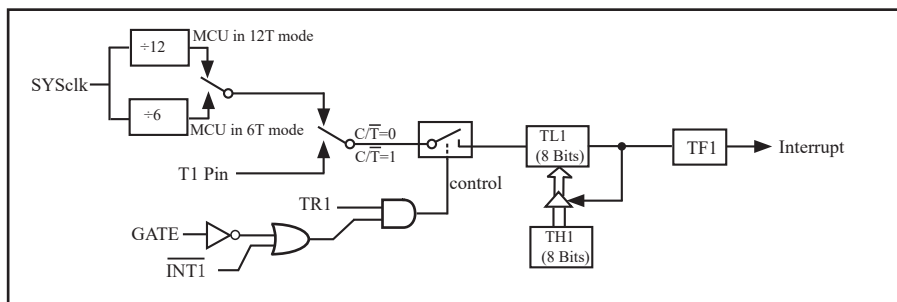 MCU in 12T mode
÷12
SYSclk
÷6
MCU in 6T mode
C/T̅=0
C/T̅=1
T1 Pin
control
TL1
(8 Bits)
TF1
Interrupt
TR1
GATE
I̅N̅T̅1̅
TH1
(8 Bits)